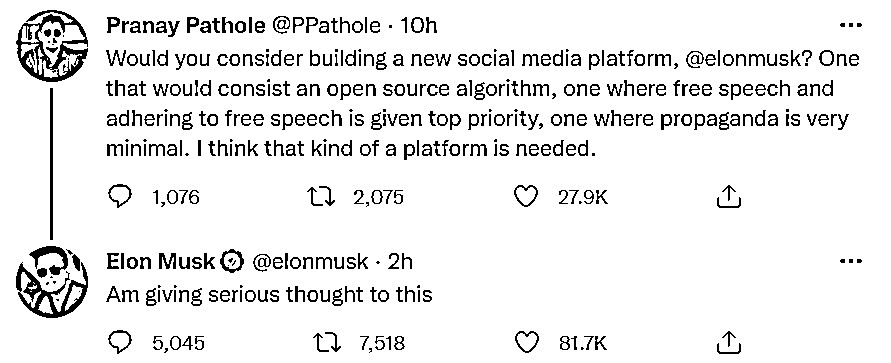 Pranay Pathole @PPathole · 10h
Would you consider building a new social media platform, @elonmusk? One
that would consist an open source algorithm, one where free speech and
adhering to free speech is given top priority, one where propaganda is very
minimal. I think that kind of a platform is needed.
1,076 2,075 27.9K
Elon Musk @elonmusk · 2h
Am giving serious thought to this
5,045 7,518 81.7K